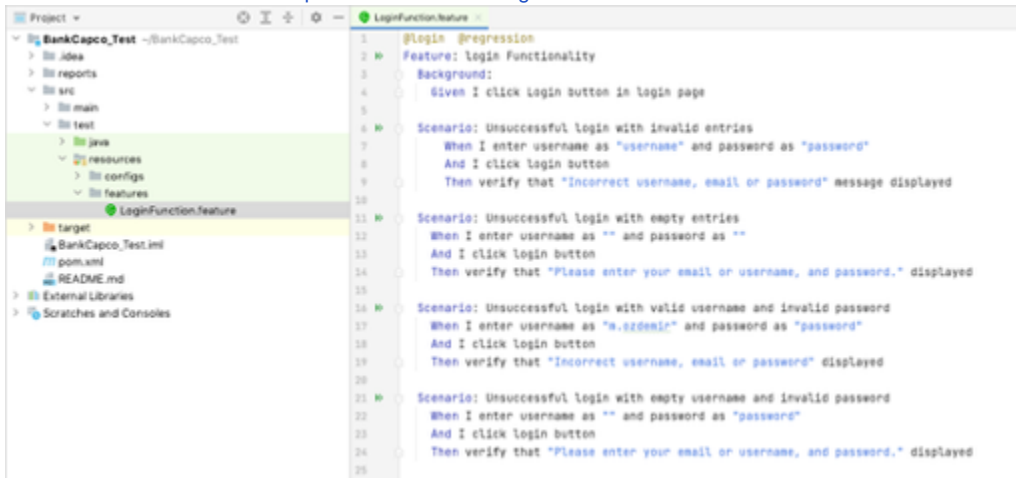 Project
BankCapco_Test ~/BankCapco_Test
.idea
reports
src
main
test
java
resources
configs
features
LoginFunction.feature
target
BankCapco_Test.iml
pom.xml
README.md
External Libraries
Scratches and Consoles
LoginFunction.feature
1 @login @regression
2 Feature: login Functionality
3 Background:
4 Given I click Login button in login page
5
6 Scenario: Unsuccessful login with invalid entries
7 When I enter username as "username" and password as "password"
8 And I click login button
9 Then verify that "Incorrect username, email or password" message displayed
10
11 Scenario: Unsuccessful login with empty entries
12 When I enter username as "" and password as ""
13 And I click login button
14 Then verify that "Please enter your email or username, and password." displayed
15
16 Scenario: Unsuccessful login with valid username and invalid password
17 When I enter username as "m.ozdemir" and password as "password"
18 And I click login button
19 Then verify that "Incorrect username, email or password" displayed
20
21 Scenario: Unsuccessful login with empty username and invalid password
22 When I enter username as "" and password as "password"
23 And I click login button
24 Then verify that "Please enter your email or username, and password." displayed
25